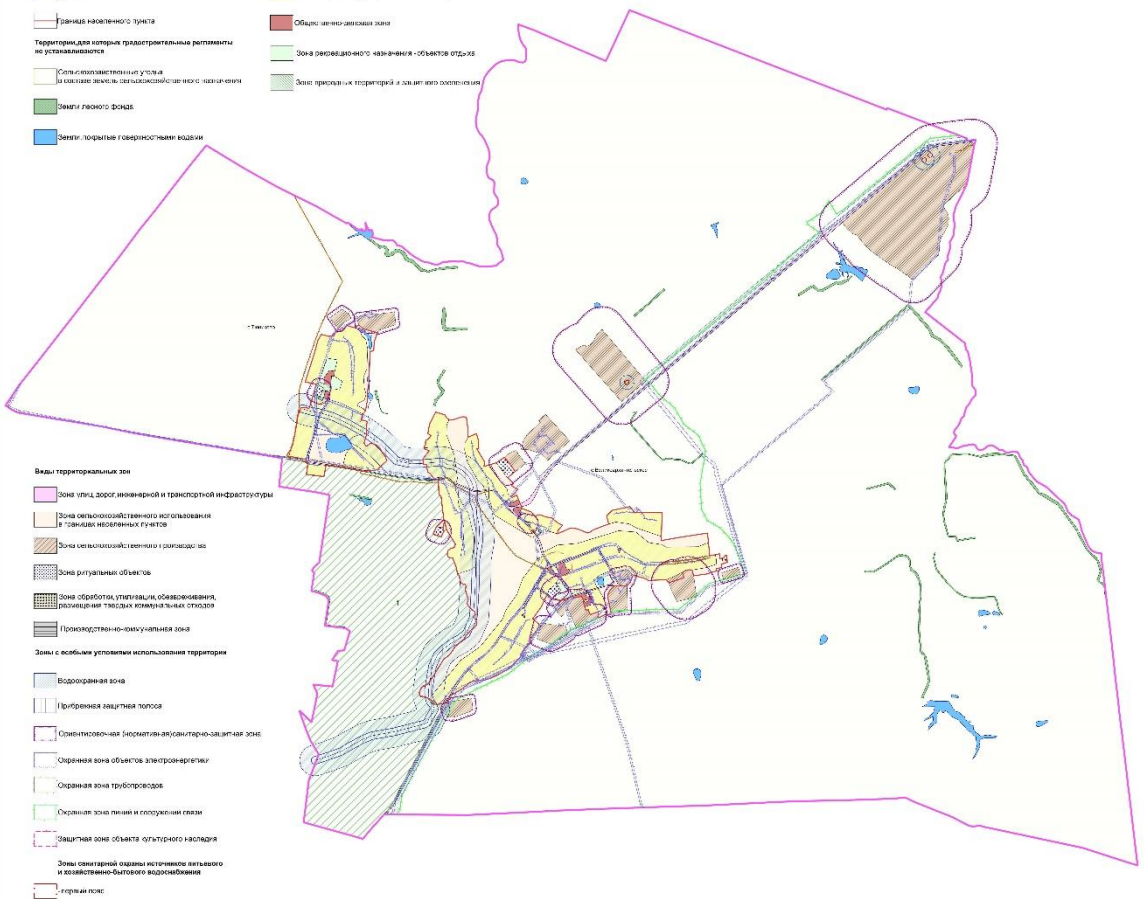 Граница населенного пункта
Территории, для которых градостроительные регламенты
не устанавливаются
Сельскохозяйственные угодья
в составе земель сельскохозяйственного назначения
Земли лесного фонда
Земли, покрытые поверхностными водами
Общественно-деловая зона
Зона рекреационного назначения - объектов отдыха
Зона природных территорий и защитного озеленения
Виды территориальных зон
Зона улиц, дорог, инженерной и транспортной инфраструктуры
Зона сельскохозяйственного использования
в границах населенных пунктов
Зона сельскохозяйственного производства
Зона ритуальных объектов
Зона обработки, утилизации, обезвреживания,
размещения твердых коммунальных отходов
Производственно-коммунальная зона
Зоны с особыми условиями использования территории
Водоохранная зона
Прибрежная защитная полоса
Ориентировочная (нормативная) санитарно-защитная зона
Охранная зона объектов электроэнергетики
Охранная зона трубопроводов
Охранная зона линий и сооружений связи
Защитная зона объекта культурного наследия
Зоны санитарной охраны источников питьевого
и хозяйственно-бытового водоснабжения
- первый пояс